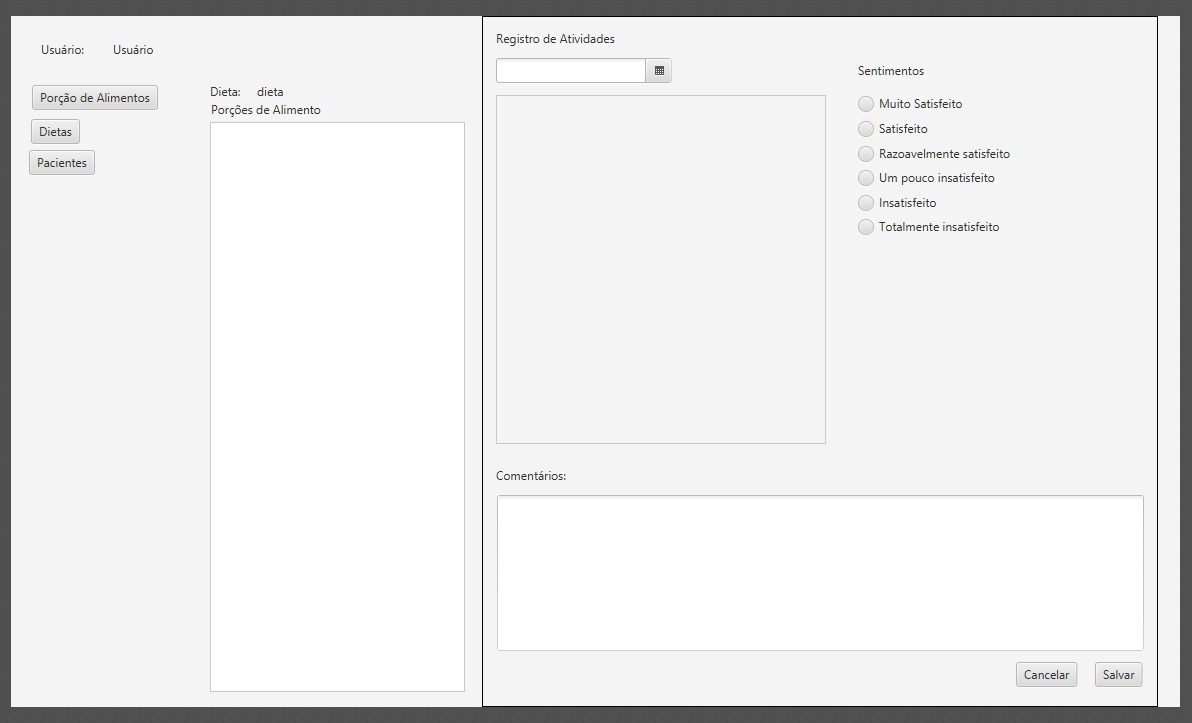 Usuário: Usuário
Porção de Alimentos
Dietas
Pacientes
Dieta: dieta
Porções de Alimento
Registro de Atividades
Sentimentos
Muito Satisfeito
Satisfeito
Razoavelmente satisfeito
Um pouco insatisfeito
Insatisfeito
Totalmente insatisfeito
Comentários:
Cancelar
Salvar